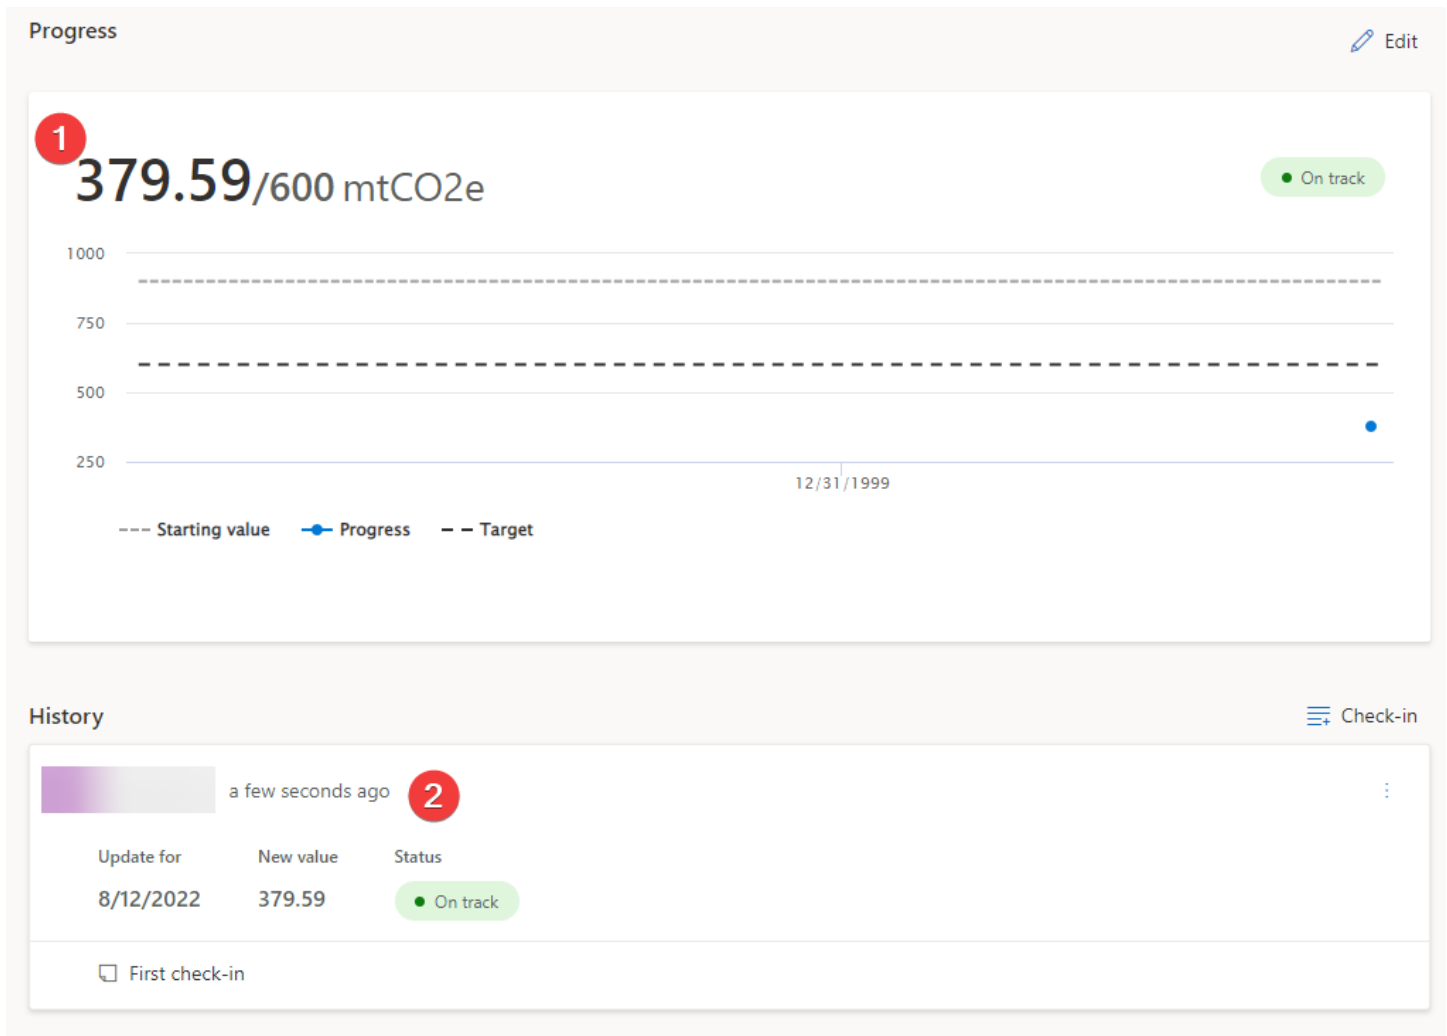 Progress
Edit
1
379.59/600 mtCO2e
On track
1000
750
500
250
12/31/1999
Starting value Progress Target
History
Check-in
a few seconds ago
2
Update for New value Status
8/12/2022 379.59 On track
First check-in